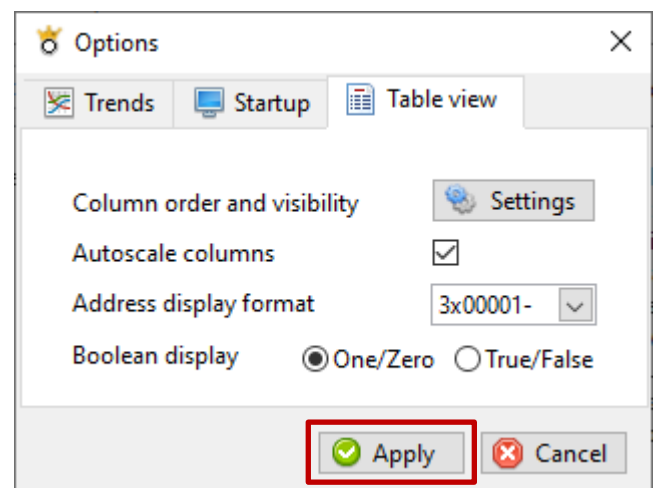 Options
Trends Startup Table view
Column order and visibility Settings
Autoscale columns
Address display format 3x00001-
Boolean display One/Zero True/False
Apply Cancel